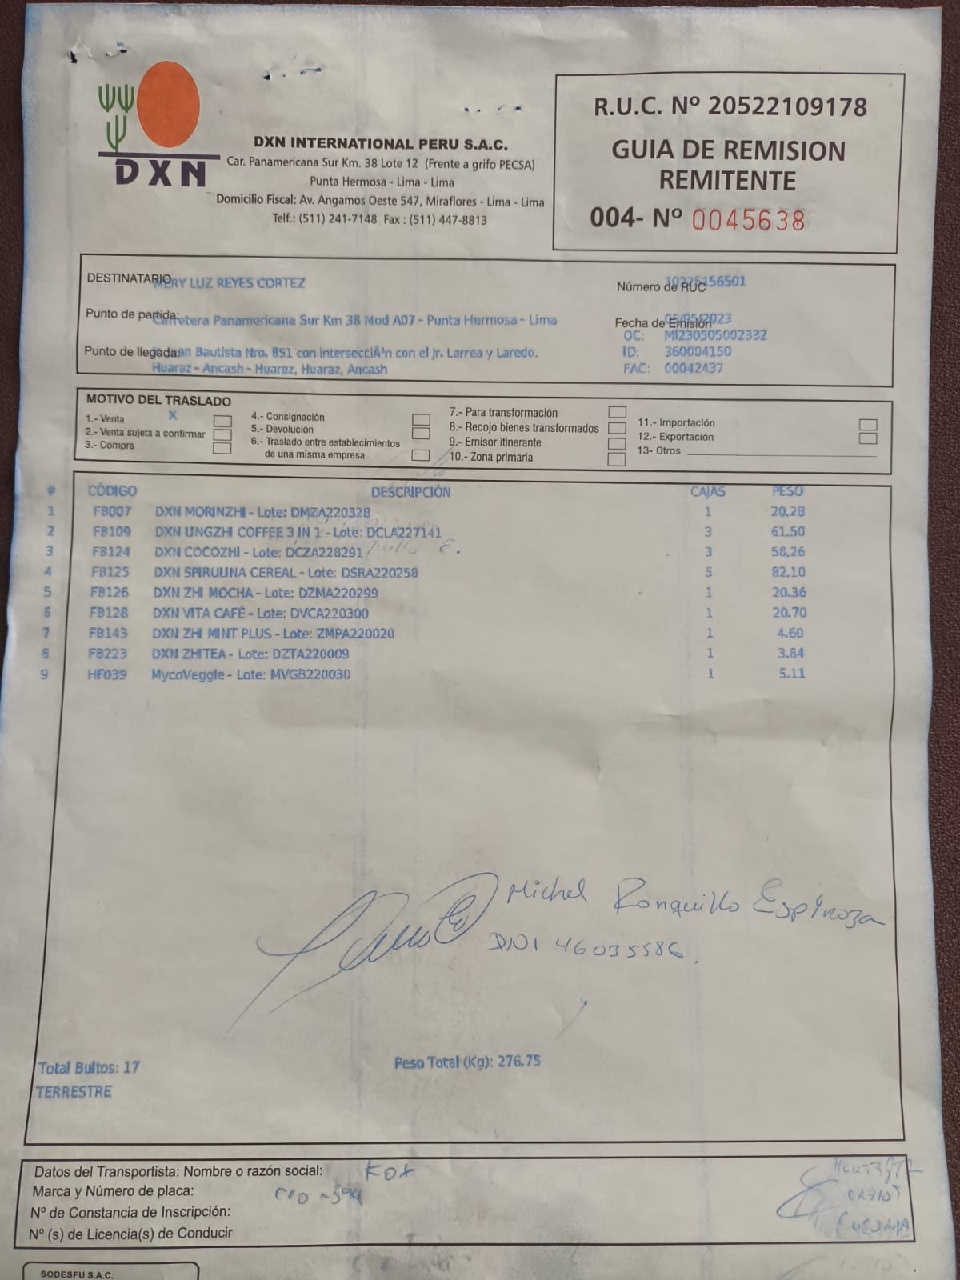 DXN
DXN INTERNATIONAL PERU S.A.C.
Car. Panamericana Sur Km. 38 Lote 12 (Frente a grifo PECSA)
Punta Hermosa - Lima - Lima
Domicilio Fiscal: Av. Angamos Oeste 547, Miraflores - Lima - Lima
Telf.: (511) 241-7148 Fax : (511) 447-8813
R.U.C. Nº 20522109178
GUIA DE REMISION
REMITENTE
004- Nº 0045638
DESTINATARIO: MERY LUZ REYES CORTEZ
Número de RUC 56501
Punto de partida: Carretera Panamericana Sur Km 38 Mod A07 - Punta Hermosa - Lima
Fecha de Emisión 05/05/2023
OC: MI230505002332
Punto de llegada: an Bautista Nro. 851 con intersecciÃ³n con el Jr. Larrea y Laredo,
ID: 360004150
Huaraz - Ancash - Huaraz, Huaraz, Ancash
FAC: 00042437
MOTIVO DEL TRASLADO
1.- Venta X
2.- Venta sujeta a confirmar
3.- Compra
4.- Consignación
5.- Devolución
6.- Traslado entre establecimientos
de una misma empresa
7.- Para transformación
8.- Recojo bienes transformados
9.- Emisor itinerante
10.- Zona primaria
11.- Importación
12.- Exportación
13- Otros
# CÓDIGO DESCRIPCIÓN CAJAS PESO
1 FB007 DXN MORINZHI - Lote: DMZA220328 1 20.28
2 FB109 DXN LINGZHI COFFEE 3 IN 1 - Lote: DCLA227141 3 61.50
3 FB124 DXN COCOZHI - Lote: DCZA228291 3 58.26
4 FB125 DXN SPIRULINA CEREAL - Lote: DSRA220258 5 82.10
5 FB126 DXN ZHI MOCHA - Lote: DZMA220299 1 20.36
6 FB128 DXN VITA CAFÉ - Lote: DVCA220300 1 20.70
7 FB143 DXN ZHI MINT PLUS - Lote: ZMPA220020 1 4.60
8 FB223 DXN ZHITEA - Lote: DZTA220009 1 3.84
9 HF039 MycoVeggie - Lote: MVGB220030 1 5.11
Michel Ronquillo Espinoza
DNI 46035586
Total Bultos: 17
Peso Total (Kg): 276.75
TERRESTRE
Datos del Transportista: Nombre o razón social:
Marca y Número de placa:
Nº de Constancia de Inscripción:
Nº (s) de Licencia(s) de Conducir
SODESFU S.A.C.